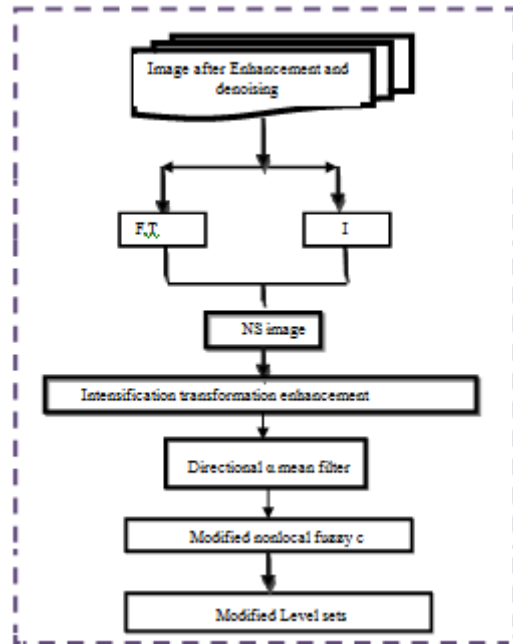 Image after Enhancement and
denoising
F,T
I
NS image
Intensification transformation enhancement
Directional α mean filter
Modified nonlocal fuzzy c
Modified Level sets